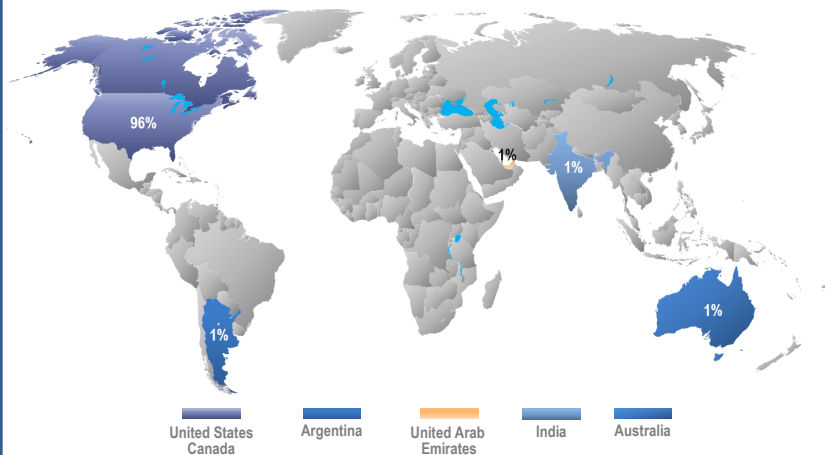 96%
1%
1%
1%
1%
United States
Canada
Argentina
United Arab
Emirates
India
Australia